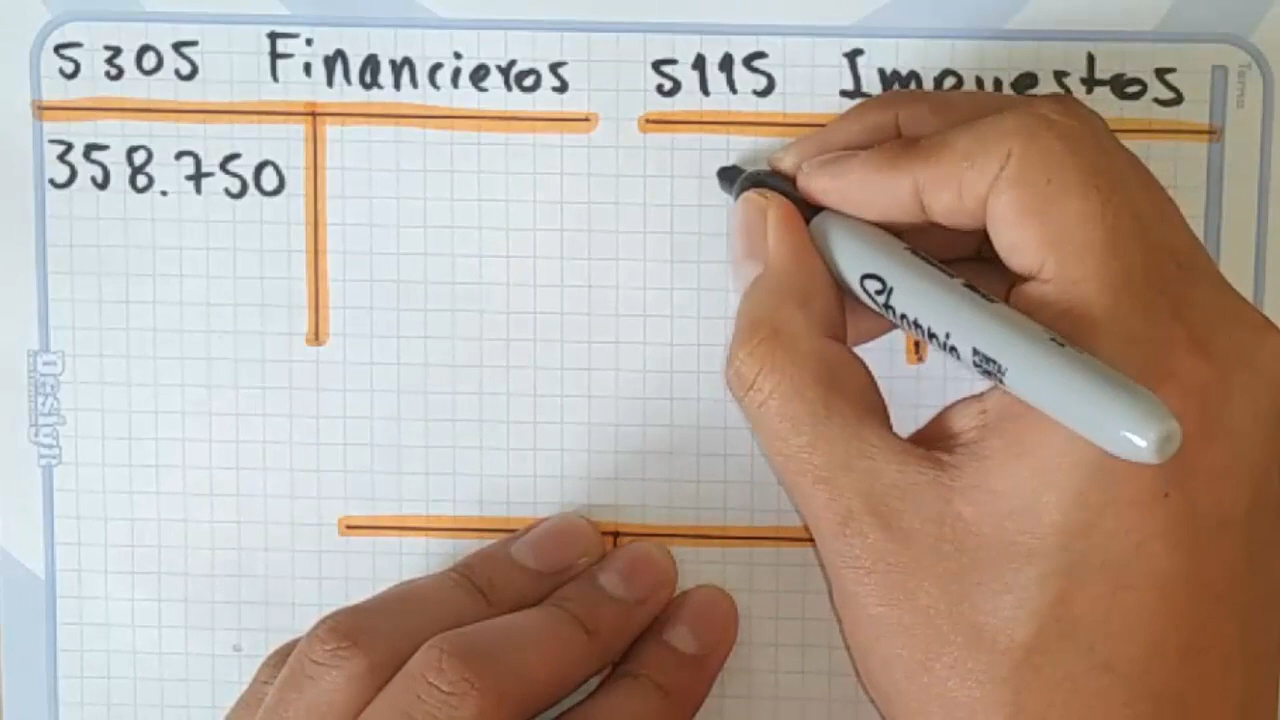 5305 Financieros
5115 Impuestos
358.750
Sharpie
Design